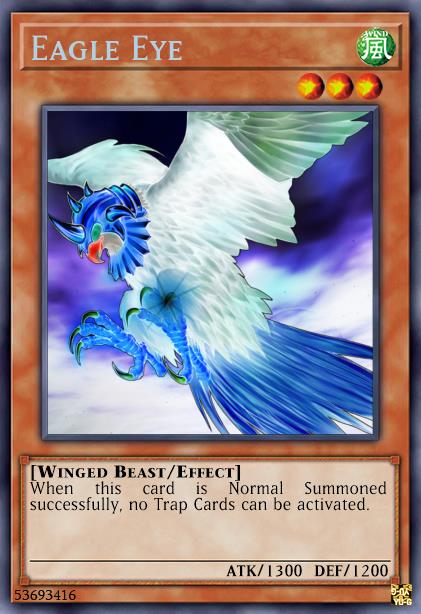 Eagle Eye
WIND
風
[Winged Beast/Effect]
When this card is Normal Summoned
successfully, no Trap Cards can be activated.
ATK/1300 DEF/1200
53693416